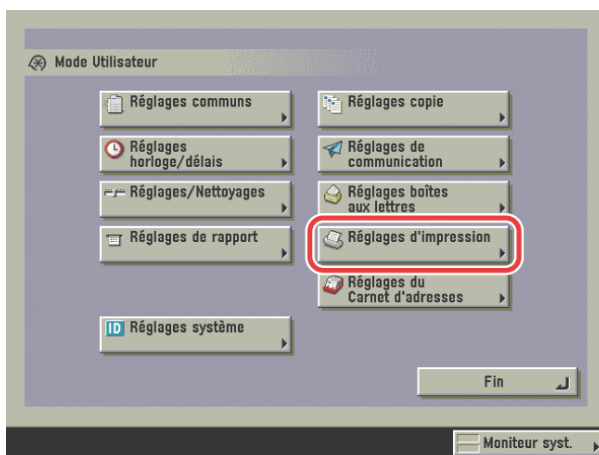 Mode Utilisateur
Réglages communs
Réglages copie
Réglages
horloge/délais
Réglages de
communication
Réglages/Nettoyages
Réglages boîtes
aux lettres
Réglages de rapport
Réglages d'impression
Réglages du
Carnet d'adresses
ID Réglages système
Fin
Moniteur syst.